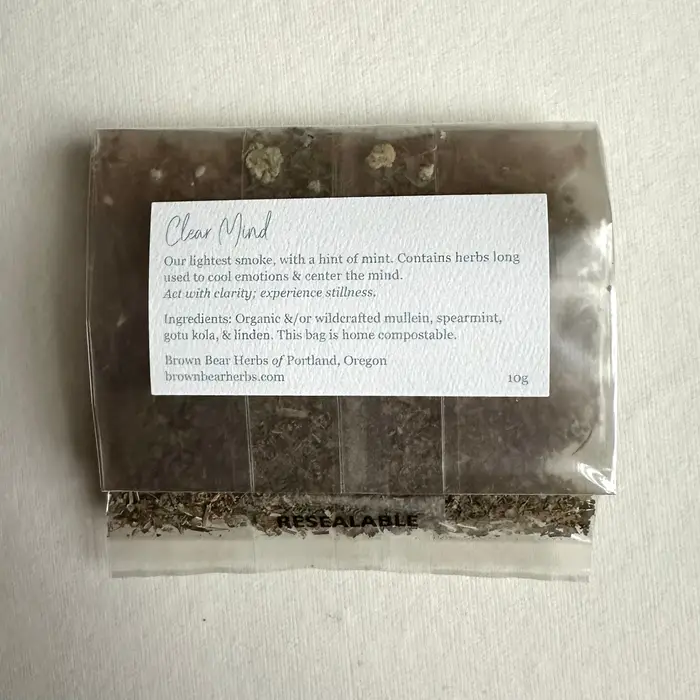 Clear Mind
Our lightest smoke, with a hint of mint. Contains herbs long
used to cool emotions & center the mind.
Act with clarity; experience stillness.
Ingredients: Organic &/or wildcrafted mullein, spearmint,
gotu kola, & linden. This bag is home compostable.
Brown Bear Herbs of Portland, Oregon
brownbearherbs.com
10g
RESEALABLE